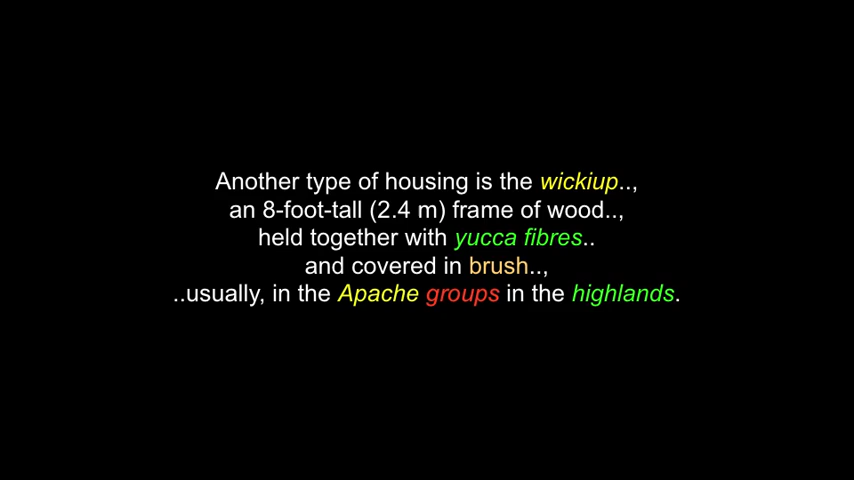 Another type of housing is the wickiup..,
an 8-foot-tall (2.4 m) frame of wood..,
held together with yucca fibres..
and covered in brush..,
..usually, in the Apache groups in the highlands.